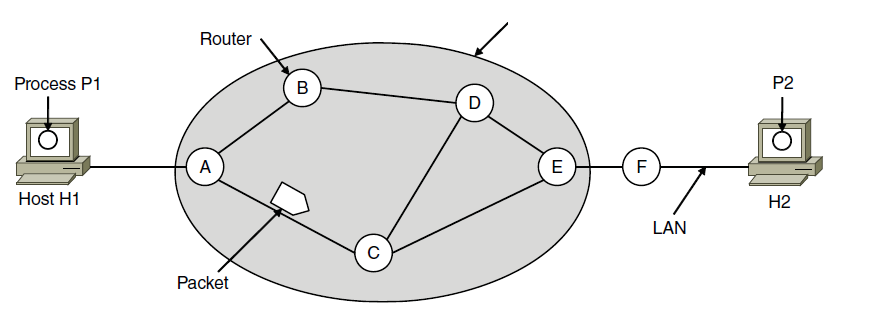 Router
Process P1
B
D
P2
A
E
F
Host H1
H2
LAN
C
Packet